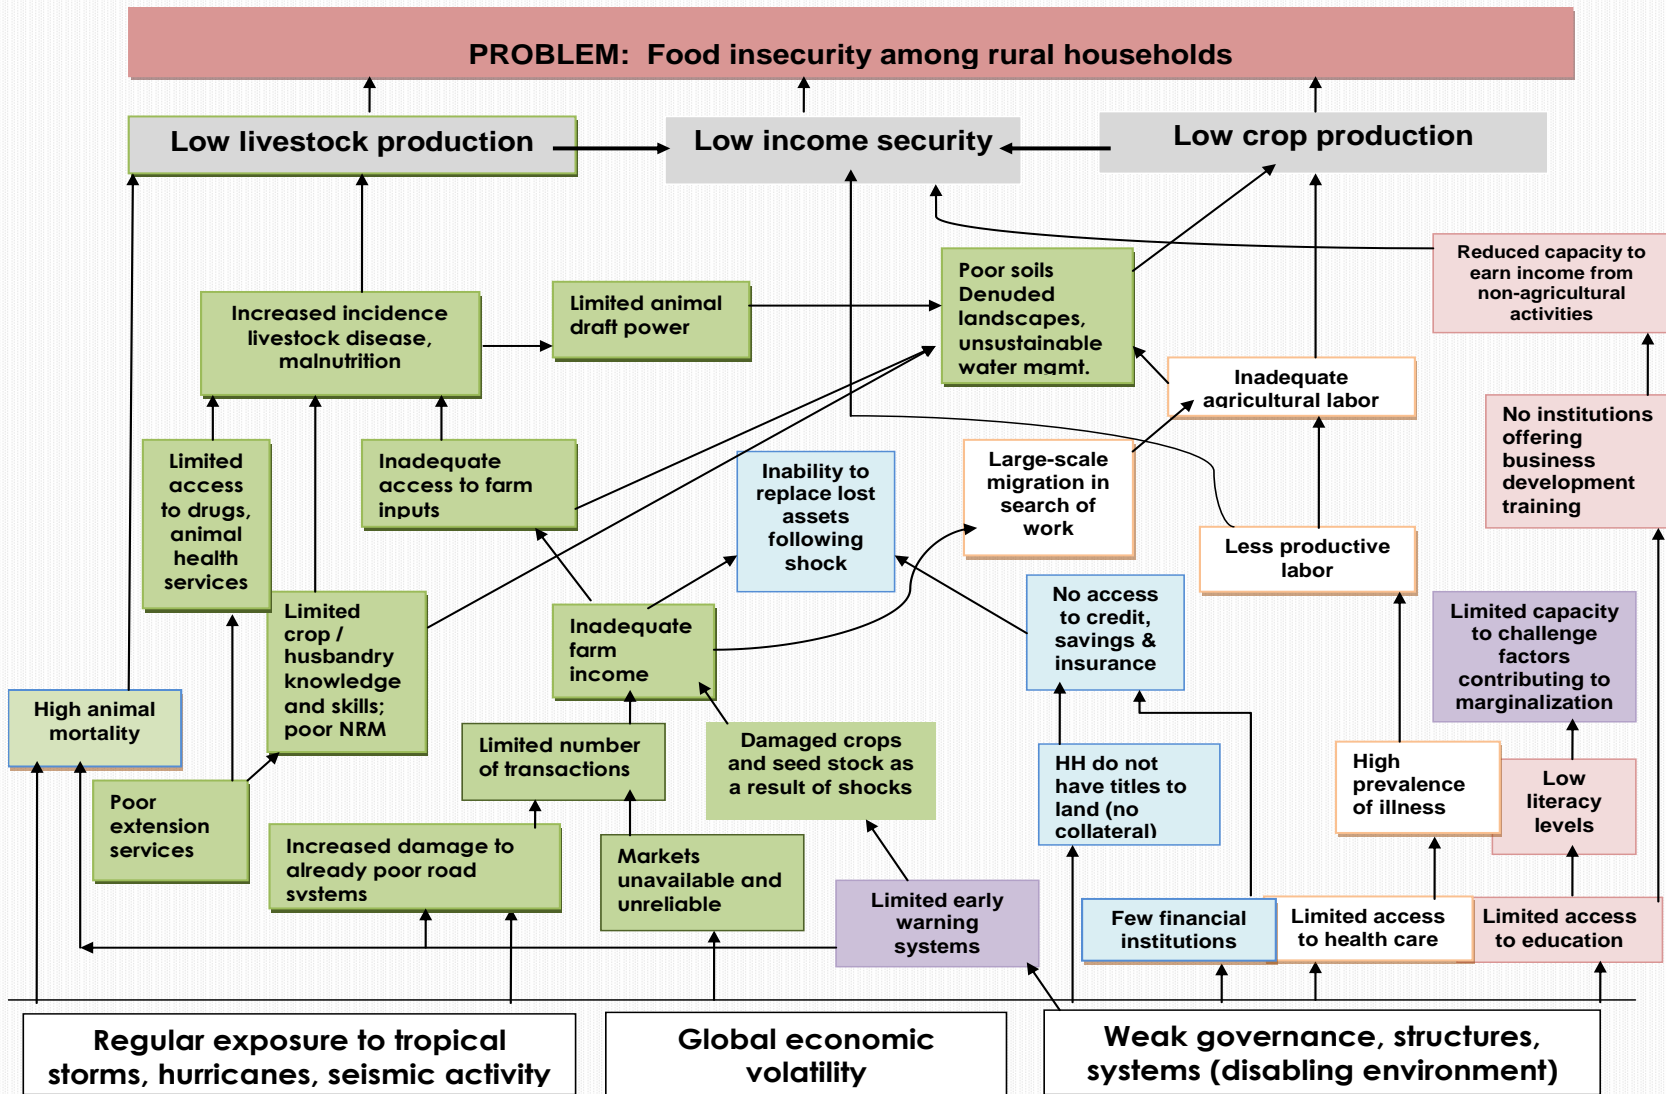 PROBLEM:  Food insecurity among rural households
Low livestock production
Low income security
Low crop production
Reduced capacity to
earn income from
non-agricultural
activities
Poor soils
Denuded
landscapes,
unsustainable
water mgmt.
Limited animal
draft power
Increased incidence
livestock disease,
malnutrition
Inadequate
agricultural labor
No institutions
offering
business
development
training
Limited
access
to drugs,
animal
health
services
Inadequate
access to farm
inputs
Inability to
replace lost
assets
following
shock
Large-scale
migration in
search of
work
Less productive
labor
Limited
crop /
husbandry
knowledge
and skills;
poor NRM
Inadequate
farm
income
No access
to credit,
savings &
insurance
Limited capacity
to challenge
factors
contributing to
marginalization
High animal
mortality
Limited number
of transactions
Damaged crops
and seed stock as
a result of shocks
HH do not
have titles to
land (no
collateral)
High
prevalence
of illness
Low
literacy
levels
Poor
extension
services
Increased damage to
already poor road
systems
Markets
unavailable and
unreliable
Limited early
warning
systems
Few financial
institutions
Limited access
to health care
Limited access
to education
Regular exposure to tropical
storms, hurricanes, seismic activity
Global economic
volatility
Weak governance, structures,
systems (disabling environment)